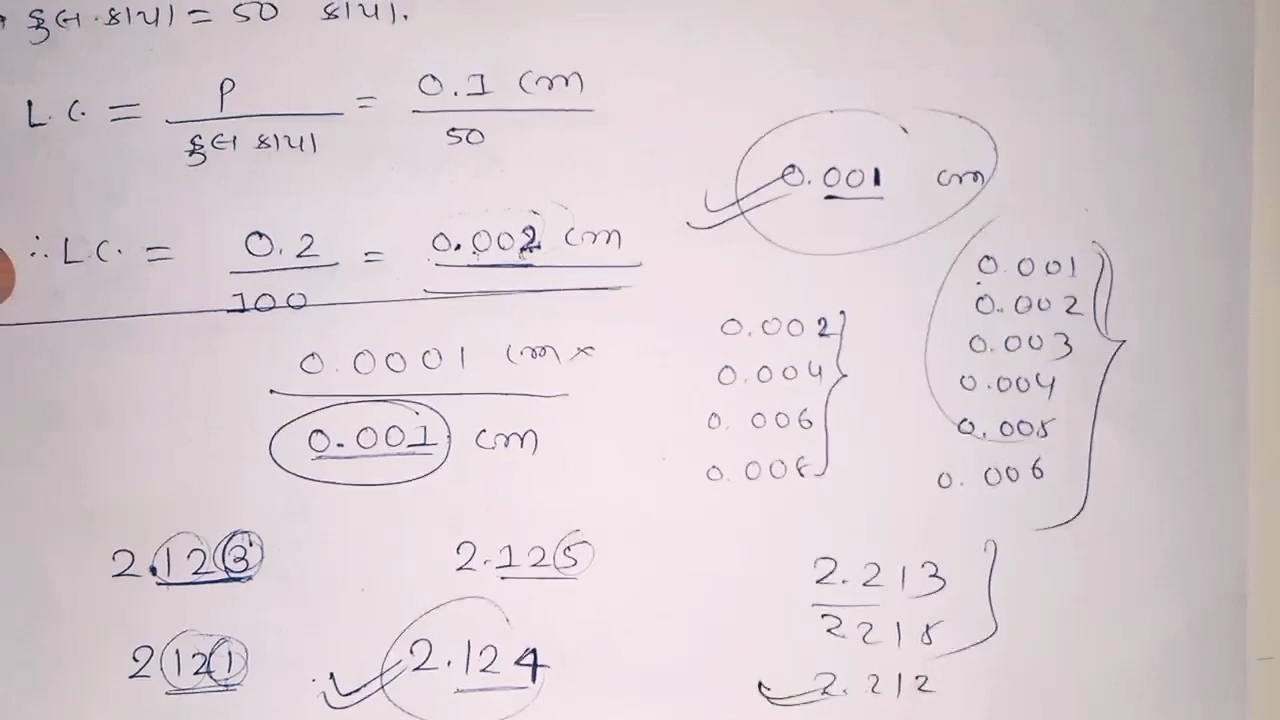 કુલ કાપા = 50 કાપા.
L.C. = P / કુલ કાપા = 0.1 cm / 50
∴ L.C. = 0.2 / 100 = 0.002 cm
0.0001 cm ×
0.001 cm
2.123
2.121
2.125
2.124
0.001 cm
0.002
0.004
0.006
0.008
0.001
0.002
0.003
0.004
0.005
0.006
2.213
2 215
2.212